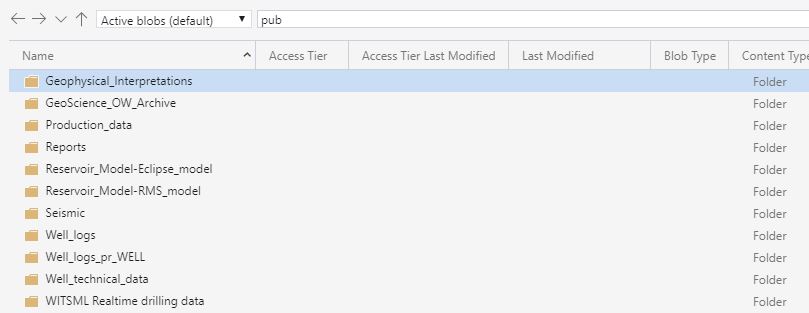 Active blobs (default) pub
Name Access Tier Access Tier Last Modified Last Modified Blob Type Content Type
Geophysical_Interpretations Folder
GeoScience_OW_Archive Folder
Production_data Folder
Reports Folder
Reservoir_Model-Eclipse_model Folder
Reservoir_Model-RMS_model Folder
Seismic Folder
Well_logs Folder
Well_logs_pr_WELL Folder
Well_technical_data Folder
WITSML Realtime drilling data Folder